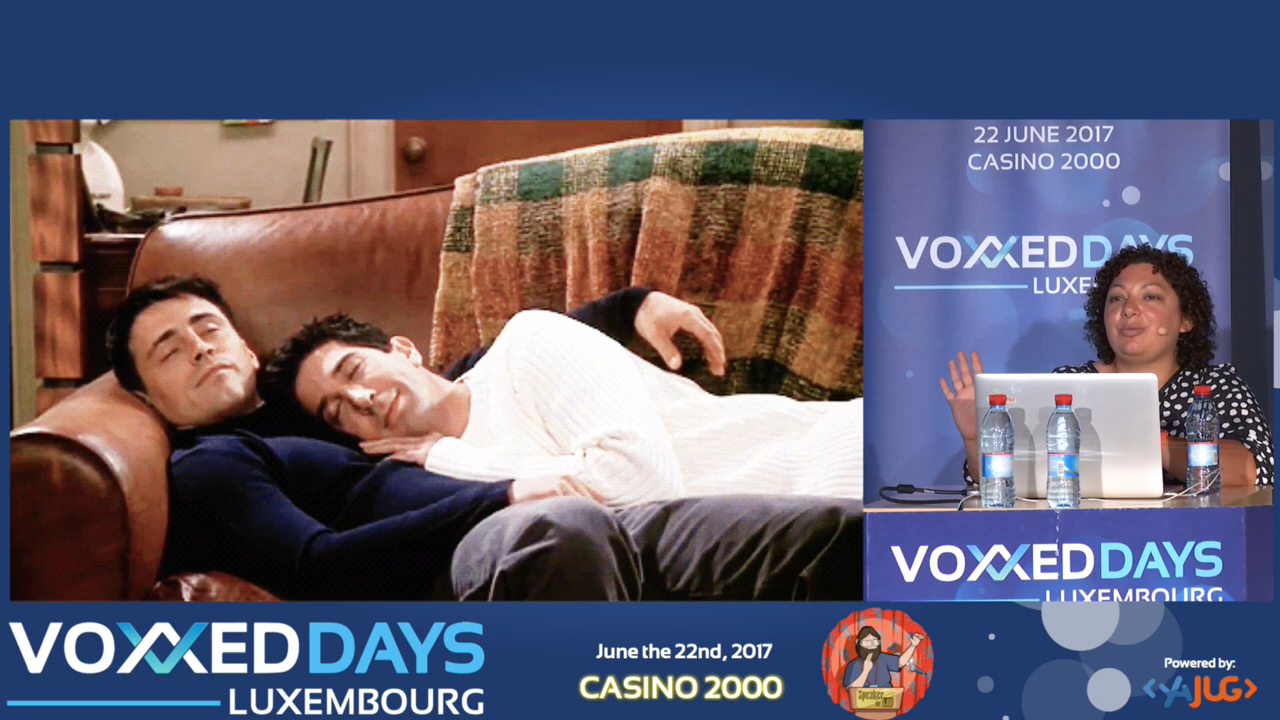 22 JUNE 2017
CASINO 2000
VOXXED DAYS
LUXE
VOXXED DAYS
LUXEMBOURG
VOXXED DAYS
LUXEMBOURG
June the 22nd, 2017
CASINO 2000
Speaker
Powered by:
<YAJUG>